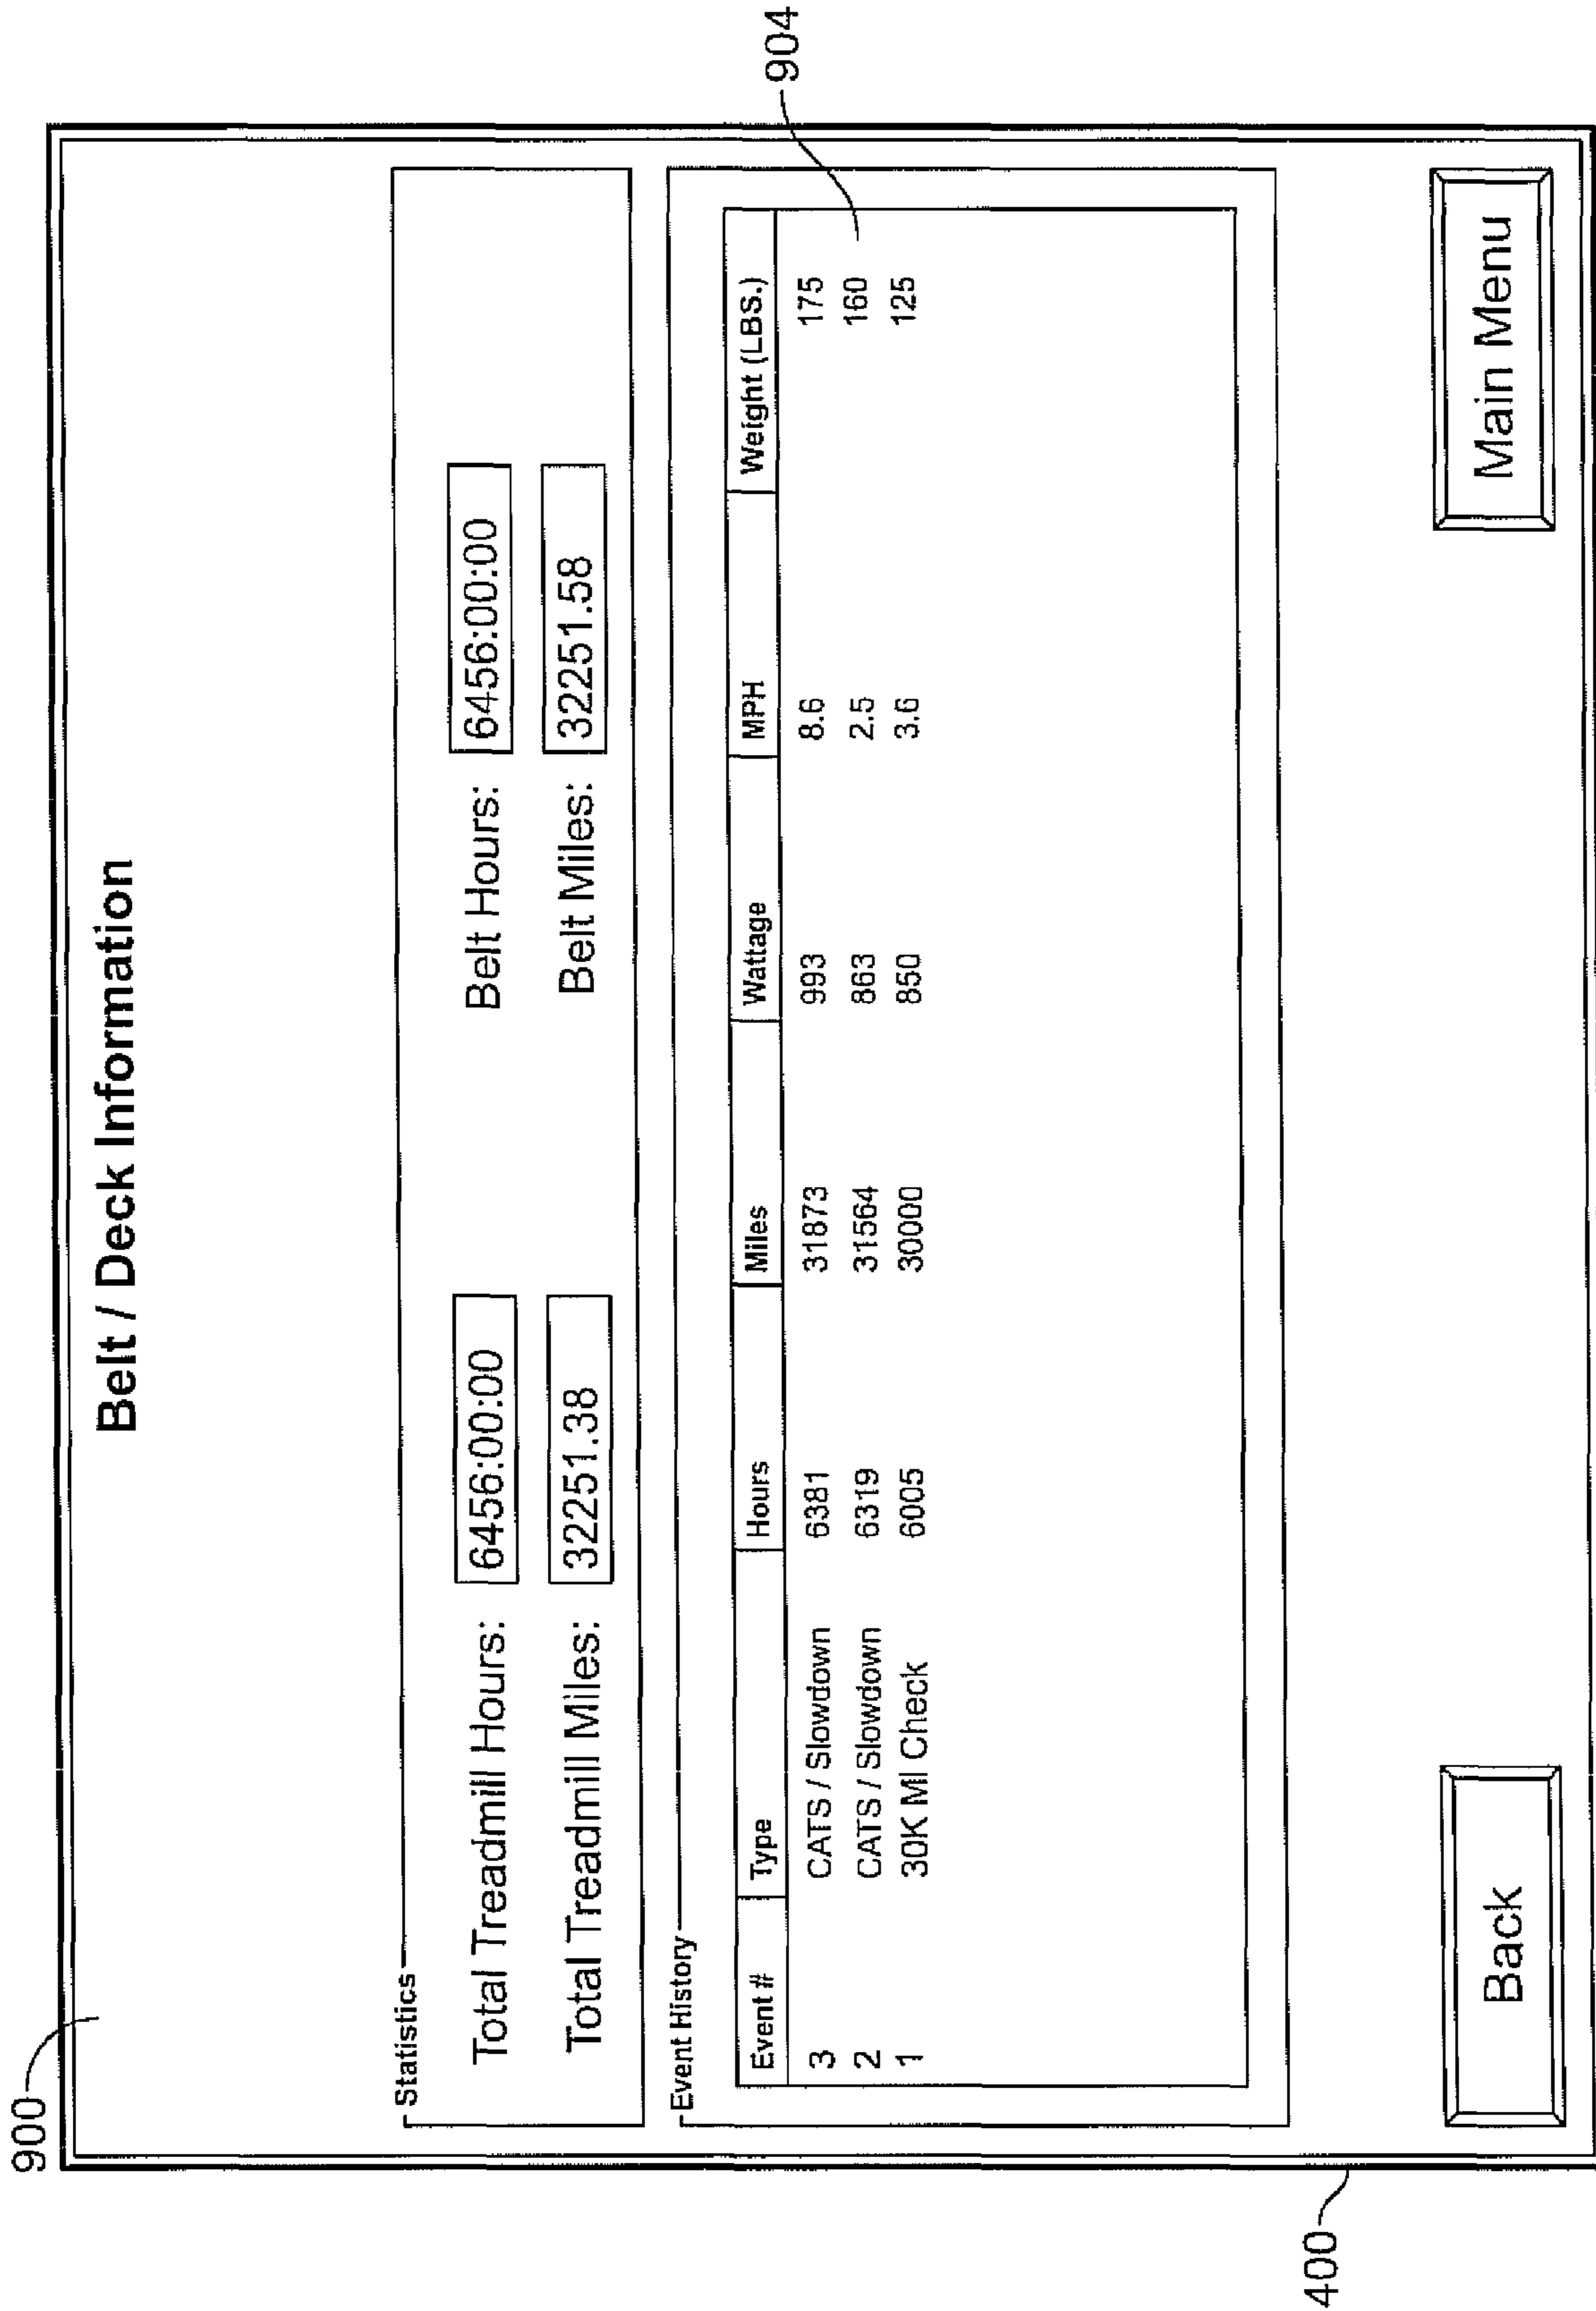 900
Belt / Deck Information
Statistics
Total Treadmill Hours: 6456:00:00 Belt Hours: 6456:00:00
Total Treadmill Miles: 32251.38 Belt Miles: 32251.58
Event History
Event # Type Hours Miles Wattage MPH Weight (LBS.)
3 CATS / Slowdown 6381 31873 993 8.6 175
2 CATS / Slowdown 6319 31564 863 2.5 160
1 30K MI Check 6005 30000 850 3.6 125
904
Back Main Menu
400